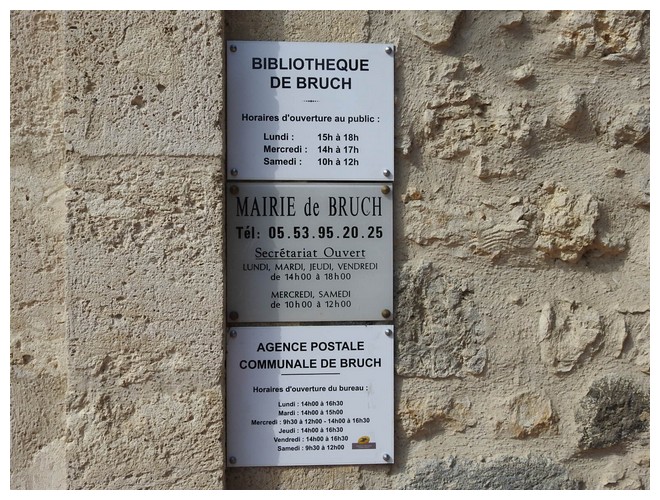 BIBLIOTHEQUE
DE BRUCH
Horaires d'ouverture au public :
Lundi : 15h à 18h
Mercredi : 14h à 17h
Samedi : 10h à 12h
MAIRIE de BRUCH
Tél: 05.53.95.20.25
Secrétariat Ouvert
LUNDI, MARDI, JEUDI, VENDREDI
de 14h00 à 18h00
MERCREDI, SAMEDI
de 10h00 à 12h00
AGENCE POSTALE
COMMUNALE DE BRUCH
Horaires d'ouverture du bureau :
Lundi : 14h00 à 16h30
Mardi : 14h00 à 15h00
Mercredi : 9h30 à 12h00 - 14h00 à 16h30
Jeudi : 14h00 à 16h30
Vendredi : 14h00 à 16h30
Samedi : 9h30 à 12h00